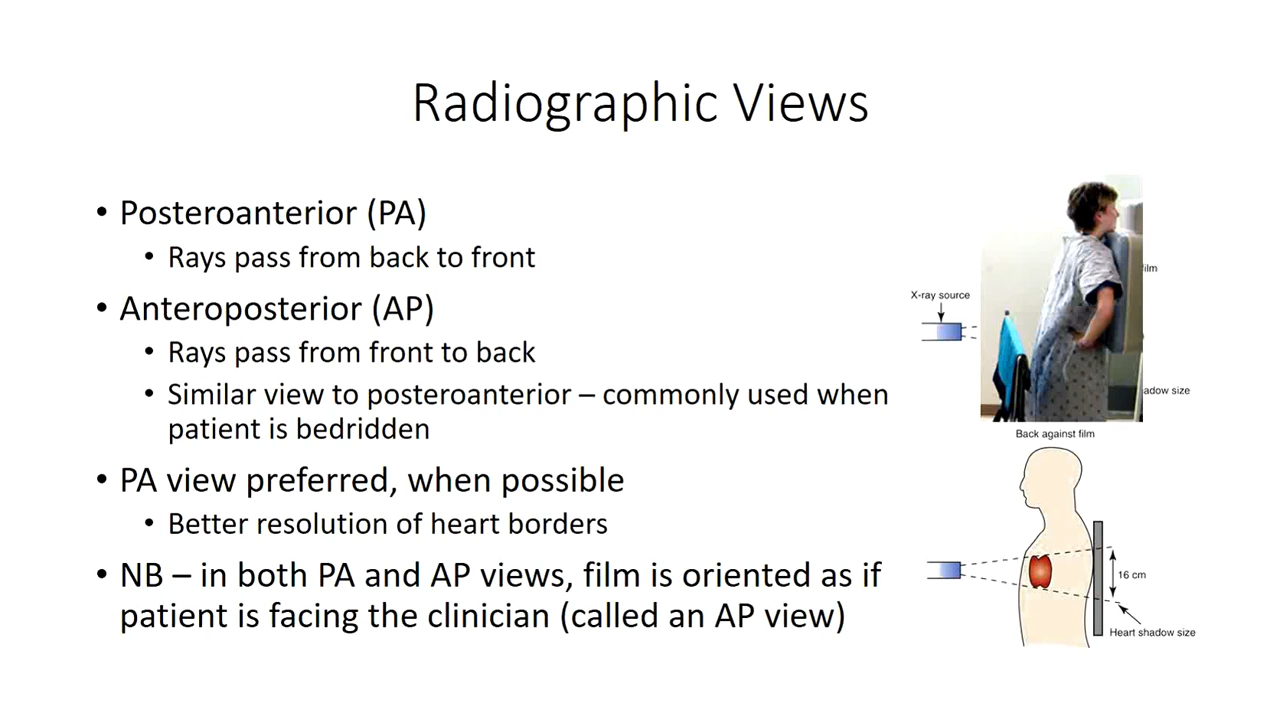 Radiographic Views
• Posteroanterior (PA)
• Rays pass from back to front
• Anteroposterior (AP)
• Rays pass from front to back
• Similar view to posteroanterior – commonly used when
patient is bedridden
• PA view preferred, when possible
• Better resolution of heart borders
• NB – in both PA and AP views, film is oriented as if
patient is facing the clinician (called an AP view)
X-ray source
ilm
adow size
Back against film
16 cm
Heart shadow size